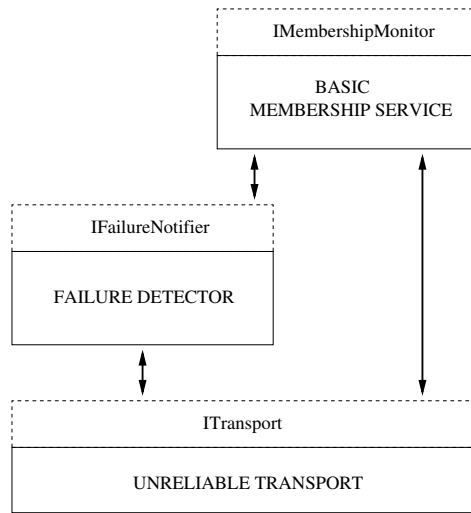 IMembershipMonitor
BASIC
MEMBERSHIP SERVICE
IFailureNotifier
FAILURE DETECTOR
ITransport
UNRELIABLE TRANSPORT